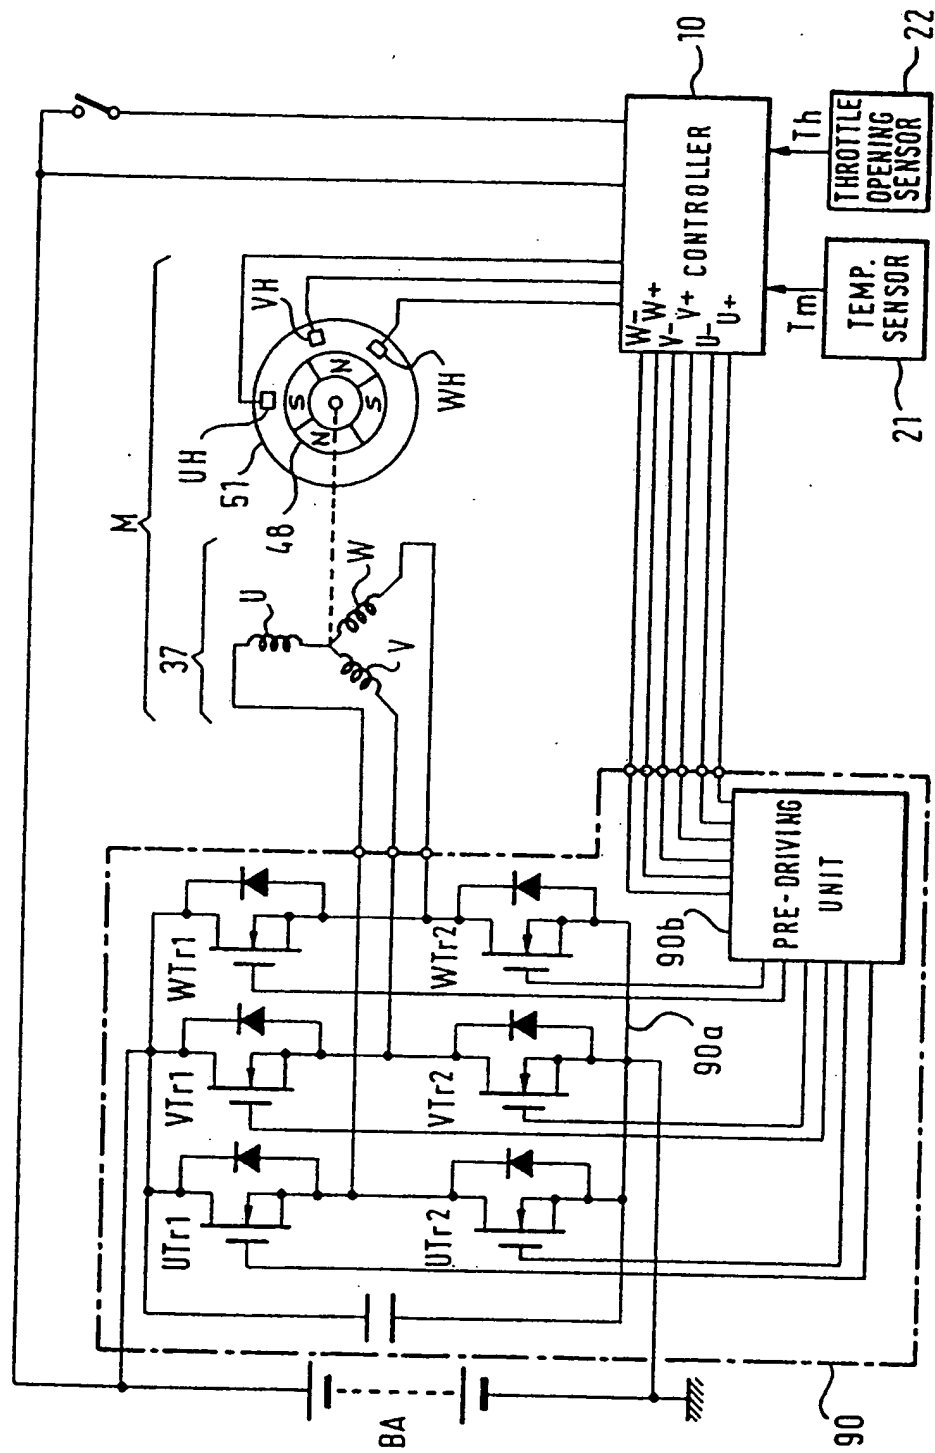 M
37
U
W
V
UH
51
48
VH
WH
10
W-
W+
V-
V+
U-
U+
CONTROLLER
Tm
Th
TEMP.
SENSOR
21
THROTTLE
OPENING
SENSOR
22
UTr1
VTr1
WTr1
UTr2
VTr2
WTr2
90a
90b
PRE-DRIVING
UNIT
BA
90
N
S
N
S